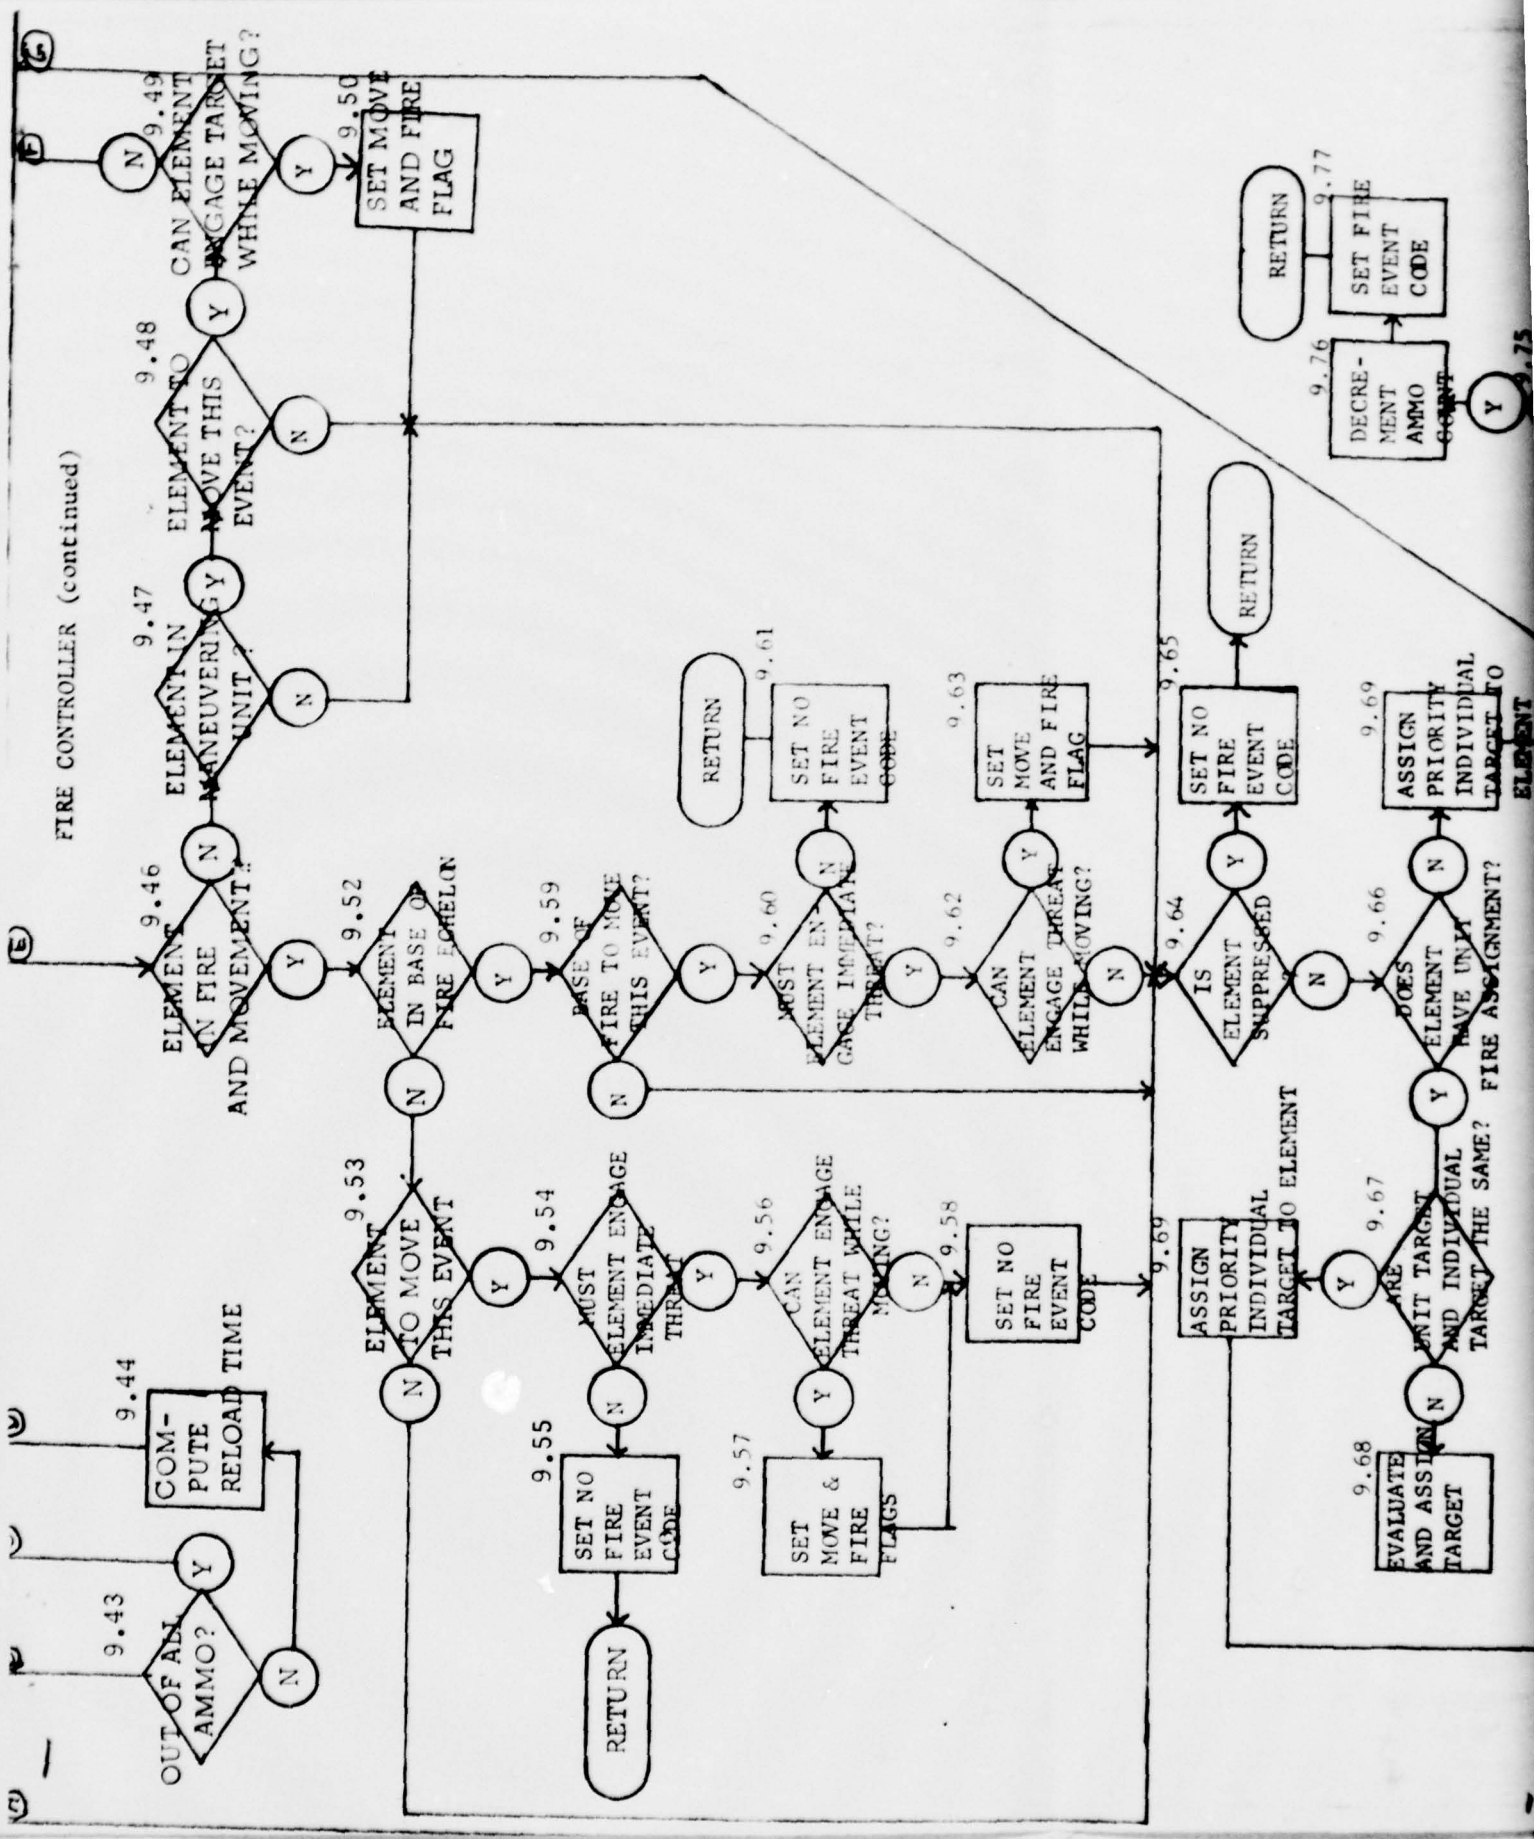 FIRE CONTROLLER (continued)
E
F
G
9.43
OUT OF ALL
AMMO?
Y
N
9.44
COM-
PUTE
RELOAD TIME
9.46
ELEMENT
IN FIRE
AND MOVEMENT?
N
Y
9.47
ELEMENT IN
MANEUVERING
UNIT ?
Y
N
9.48
ELEMENT TO
MOVE THIS
EVENT?
Y
N
9.49
CAN ELEMENT
ENGAGE TARGET
WHILE MOVING?
N
Y
9.50
SET MOVE
AND FIRE
FLAG
9.52
ELEMENT
IN BASE OF
FIRE ECHELON
N
Y
9.53
ELEMENT
TO MOVE
THIS EVENT
N
Y
9.54
MUST
ELEMENT ENGAGE
IMMEDIATE
THREAT
N
Y
9.55
SET NO
FIRE
EVENT
CODE
RETURN
9.56
CAN
ELEMENT ENGAGE
THREAT WHILE
MOVING?
Y
N
9.57
SET
MOVE &
FIRE
FLAGS
9.58
SET NO
FIRE
EVENT
CODE
9.59
BASE OF
FIRE TO MOVE
THIS EVENT?
N
Y
9.60
MUST
ELEMENT EN-
GAGE IMMEDIATE
THREAT?
N
Y
9.61
SET NO
FIRE
EVENT
CODE
RETURN
9.62
CAN
ELEMENT
ENGAGE THREAT
WHILE MOVING?
Y
N
9.63
SET
MOVE
AND FIRE
FLAG
9.64
IS
ELEMENT
SUPPRESSED
?
Y
N
9.65
SET NO
FIRE
EVENT
CODE
RETURN
9.66
DOES
ELEMENT
HAVE UNIT
FIRE ASSIGNMENT?
Y
N
9.69
ASSIGN
PRIORITY
INDIVIDUAL
TARGET TO
ELEMENT
9.67
ARE
UNIT TARGET
AND INDIVIDUAL
TARGET THE SAME?
N
Y
9.68
EVALUATE
AND ASSIGN
TARGET
9.69
ASSIGN
PRIORITY
INDIVIDUAL
TARGET TO ELEMENT
9.75
Y
9.76
DECRE-
MENT
AMMO
COUNT
9.77
SET FIRE
EVENT
CODE
RETURN